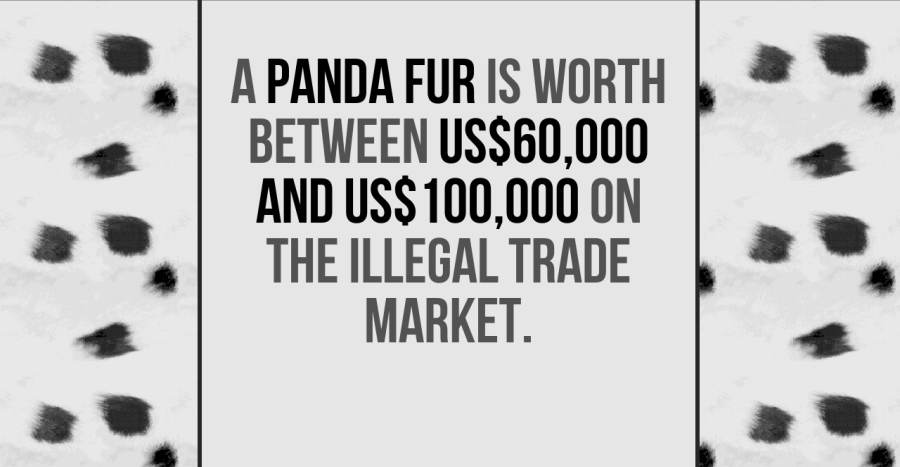 A PANDA FUR IS WORTH
BETWEEN US$60,000
AND US$100,000 ON
THE ILLEGAL TRADE
MARKET.